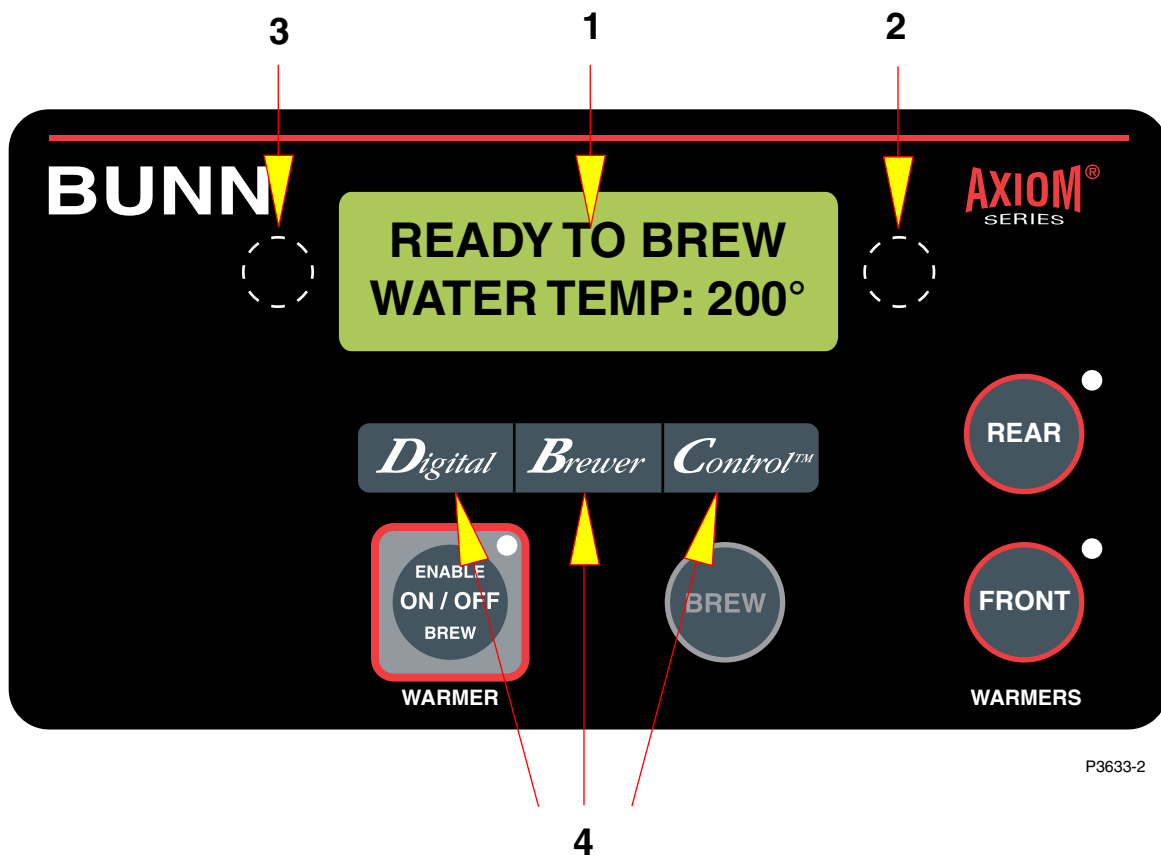 3 1 2
BUNN
AXIOM®
SERIES
READY TO BREW
WATER TEMP: 200°
REAR
Digital Brewer Control™
ENABLE
ON / OFF
BREW
BREW
FRONT
WARMER
WARMERS
P3633-2
4